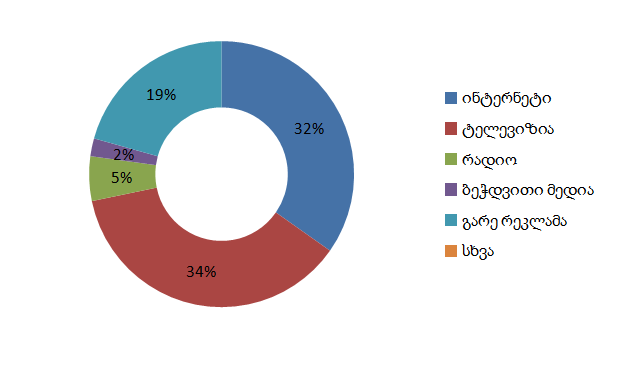 32%
34%
5%
2%
19%
ინტერნეტი
ტელევიზია
რადიო
ბეჭდვითი მედია
გარე რეკლამა
სხვა